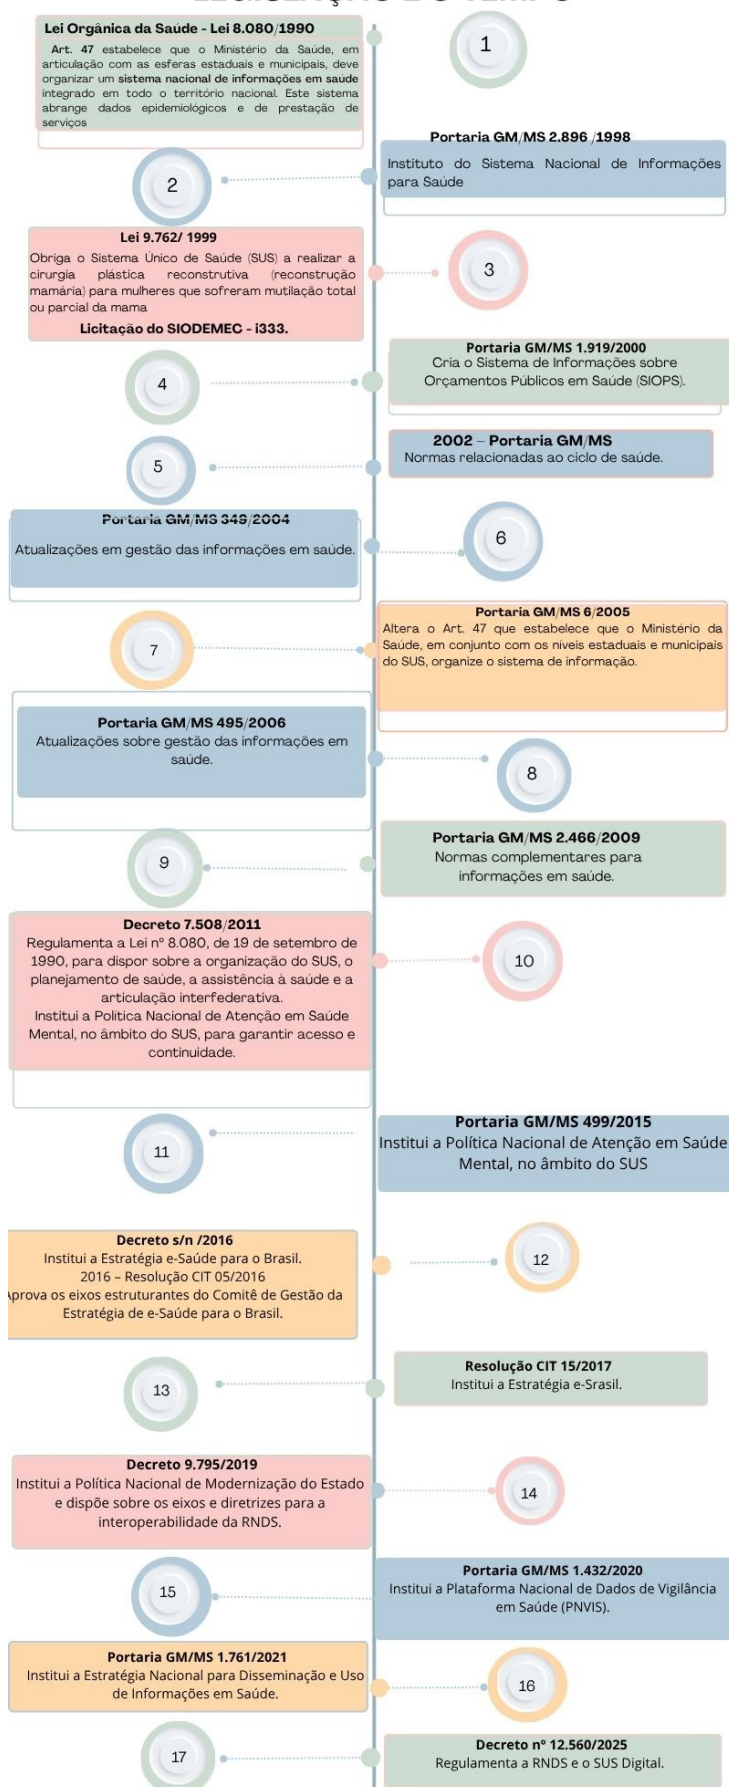 Lei Orgânica da Saúde - Lei 8.080/1990
Art. 47 estabelece que o Ministério da Saúde, em
articulação com as esferas estaduais e municipais, deve
organizar um sistema nacional de informações em saúde
integrado em todo o território nacional. Este sistema
abrange dados epidemiológicos e de prestação de
serviços
1
Portaria GM/MS 2.896 /1998
Instituto do Sistema Nacional de Informações
para Saúde
2
Lei 9.762/ 1999
Obriga o Sistema Único de Saúde (SUS) a realizar a
cirurgia plástica reconstrutiva (reconstrução
mamária) para mulheres que sofreram mutilação total
ou parcial da mama
Licitação do SIODEMEC - i333.
3
Portaria GM/MS 1.919/2000
Cria o Sistema de Informações sobre
Orçamentos Públicos em Saúde (SIOPS).
4
2002 – Portaria GM/MS
Normas relacionadas ao ciclo de saúde.
5
Portaria GM/MS 349/2004
Atualizações em gestão das informações em saúde.
6
Portaria GM/MS 6/2005
Altera o Art. 47 que estabelece que o Ministério da
Saúde, em conjunto com os níveis estaduais e municipais
do SUS, organize o sistema de informação.
7
Portaria GM/MS 495/2006
Atualizações sobre gestão das informações em
saúde.
8
Portaria GM/MS 2.466/2009
Normas complementares para
informações em saúde.
9
Decreto 7.508/2011
Regulamenta a Lei nº 8.080, de 19 de setembro de
1990, para dispor sobre a organização do SUS, o
planejamento de saúde, a assistência à saúde e a
articulação interfederativa.
Institui a Política Nacional de Atenção em Saúde
Mental, no âmbito do SUS, para garantir acesso e
continuidade.
10
Portaria GM/MS 499/2015
Institui a Política Nacional de Atenção em Saúde
Mental, no âmbito do SUS
11
Decreto s/n /2016
Institui a Estratégia e-Saúde para o Brasil.
2016 – Resolução CIT 05/2016
Aprova os eixos estruturantes do Comitê de Gestão da
Estratégia de e-Saúde para o Brasil.
12
Resolução CIT 15/2017
Institui a Estratégia e-Srasil.
13
Decreto 9.795/2019
Institui a Política Nacional de Modernização do Estado
e dispõe sobre os eixos e diretrizes para a
interoperabilidade da RNDS.
14
Portaria GM/MS 1.432/2020
Institui a Plataforma Nacional de Dados de Vigilância
em Saúde (PNVIS).
15
Portaria GM/MS 1.761/2021
Institui a Estratégia Nacional para Disseminação e Uso
de Informações em Saúde.
16
Decreto nº 12.560/2025
Regulamenta a RNDS e o SUS Digital.
17